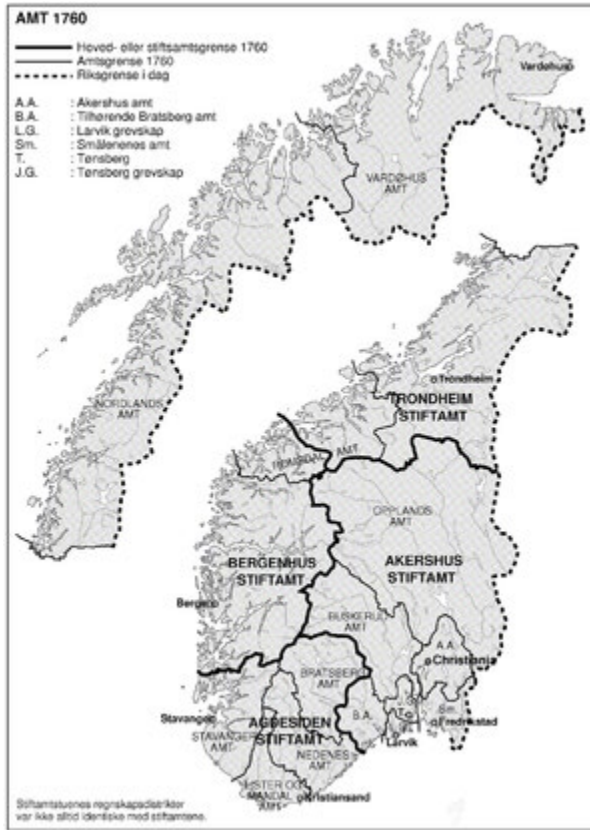 AMT 1760
Hoved- eller stiftsamtsgrense 1760
Amtsgrense 1760
Riksgrense i dag
A.A. : Akershus amt
B.A. : Tilhørende Bratsberg amt
L.G. : Larvik grevskap
Sm. : Smålenenes amt
T. : Tønsberg
J.G. : Tønsberg grevskap
Vardøhus
VARDØHUS
AMT
NORDLANDS
AMT
Trondheim
TRONDHEIM
STIFTAMT
ROMSDAL AMT
OPPLANDS
AMT
BERGENHUS
STIFTAMT
AKERSHUS
STIFTAMT
Bergen
BUSKERUD
AMT
A.A.
Christiania
BRATSBERG
AMT
Stavanger
STAVANGER
AMT
AGDESIDEN
STIFTAMT
B.A.
T.
Sm.
Fredrikstad
Larvik
NEDENES
AMT
LISTER OG
MANDAL
AMT
Kristiansand
Stiftamtstuenes regnskapsdistrikter
var ikke alltid identiske med stiftamtene.